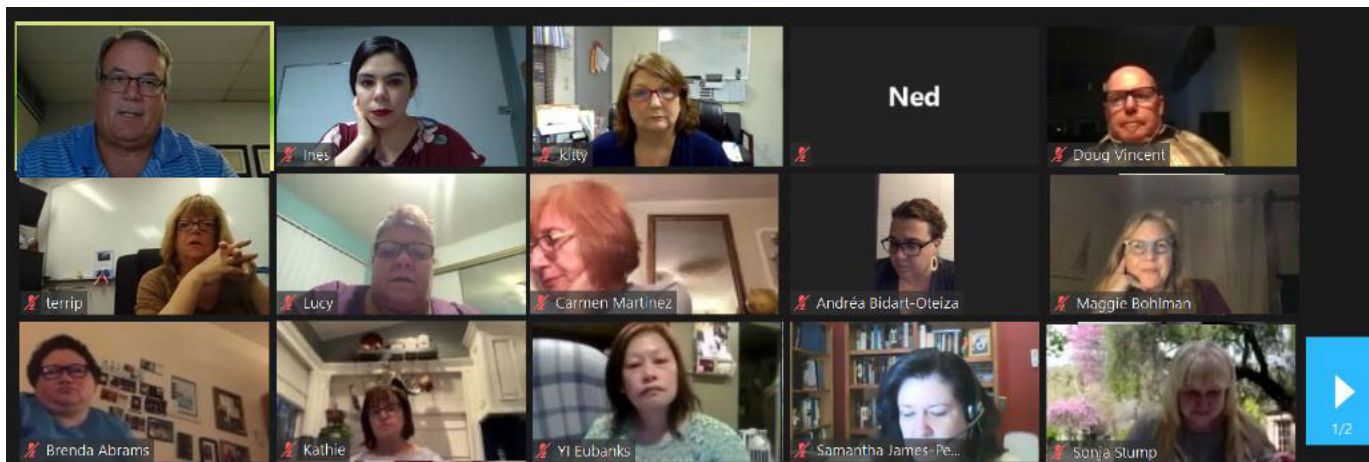 Ines
kitty
Ned
Doug Vincent
terrip
Lucy
Carmen Martinez
Andréa Bidart-Oteiza
Maggie Bohlman
Brenda Abrams
Kathie
YI Eubanks
Samantha James-Pe...
Sonja Stump
1/2